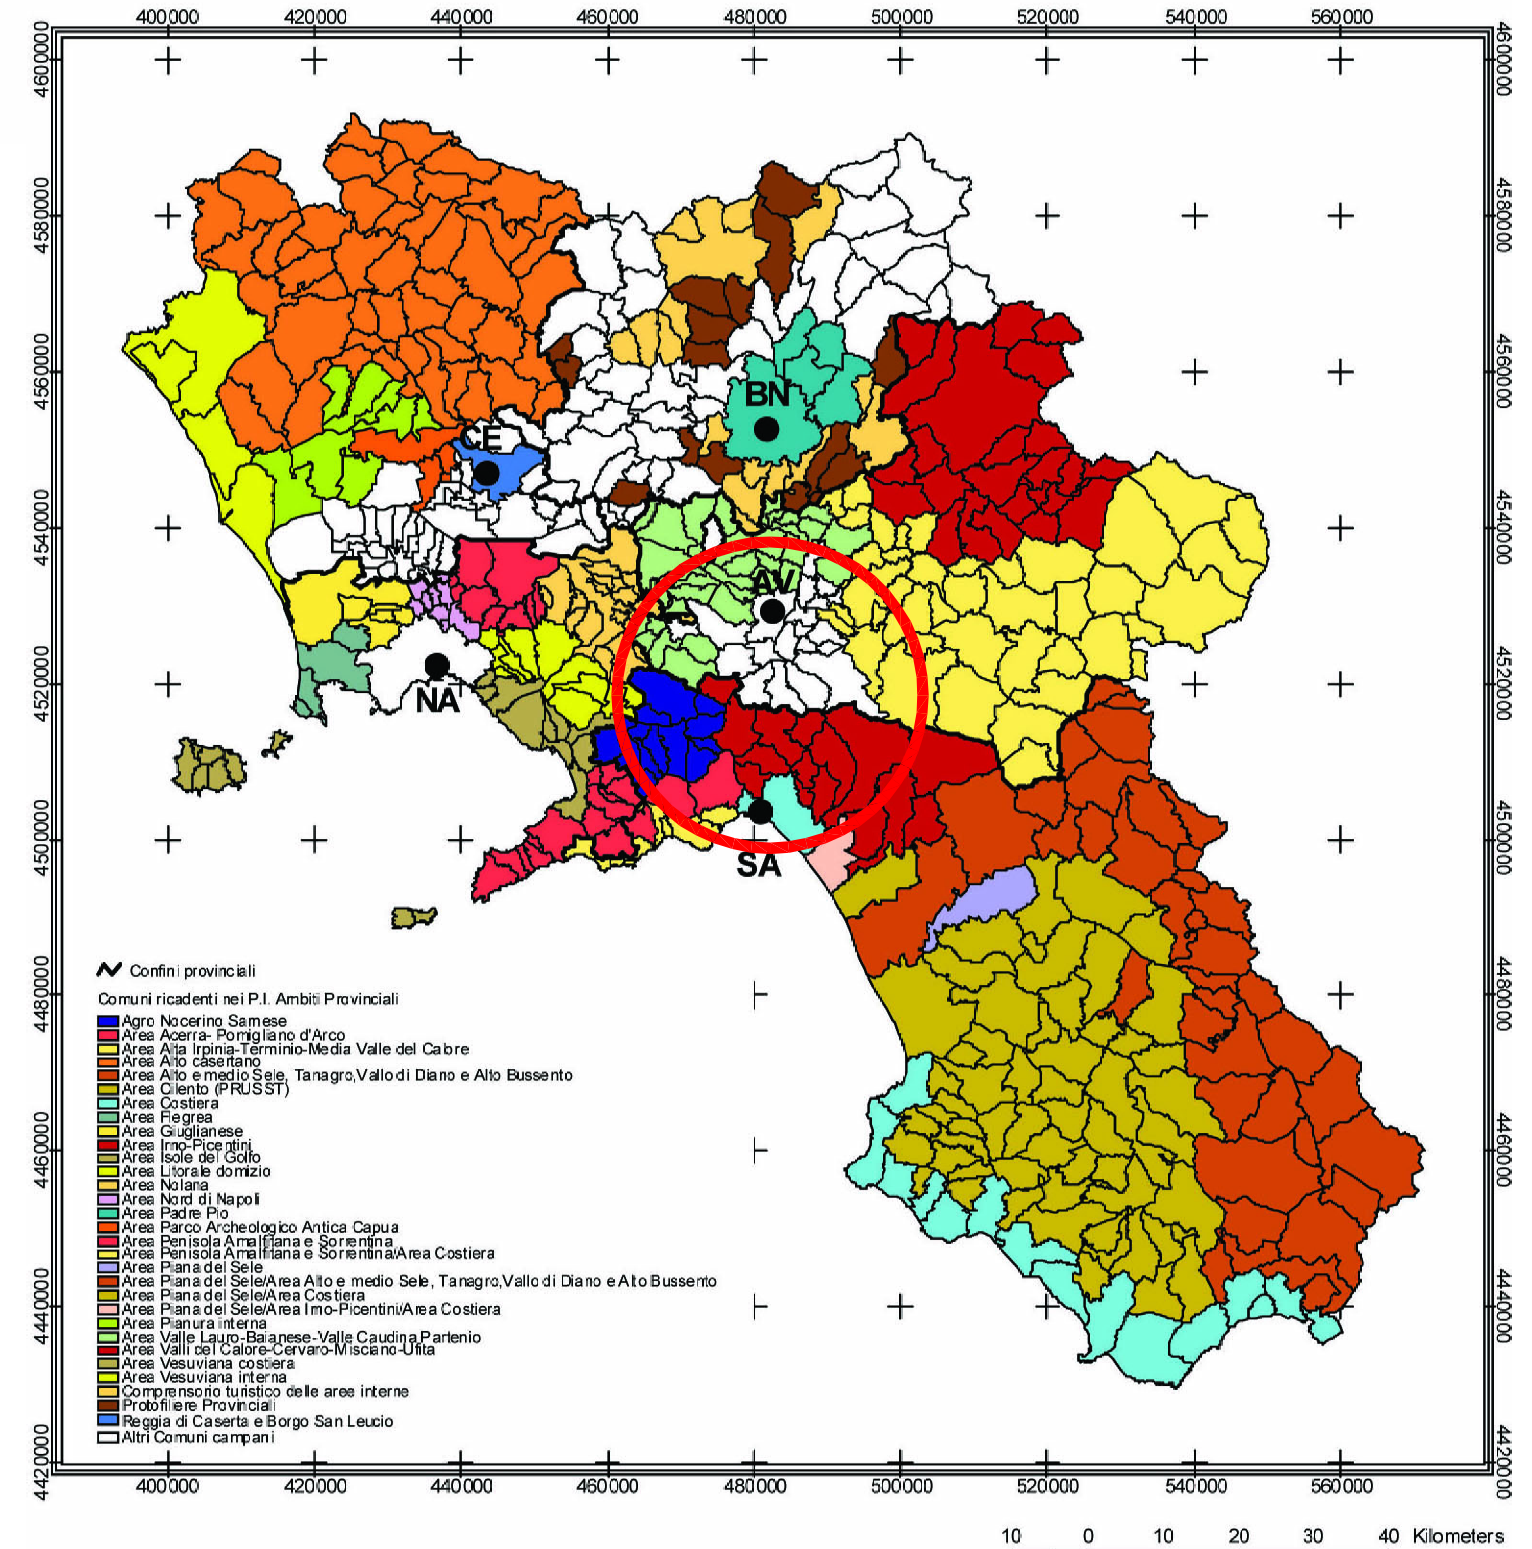 400000 420000 440000 460000 480000 500000 520000 540000 560000
4600000 4600000
4580000 4580000
4560000 4560000
BN
CE
4540000 4540000
AV
4520000 4520000
NA
4500000 4500000
SA
Confini provinciali
4480000 4480000
Comuni ricadenti nei P.I. Ambiti Provinciali
Agro Nocerino Sarnese
Area Acerra- Pomigliano d'Arco
Area Alta Irpinia-Terminio-Media Valle del Calore
Area Alto casertano
Area Alto e medio Sele, Tanagro,Vallo di Diano e Alto Bussento
Area Cilento (PRUSST)
Area Costiera
Area Flegrea
Area Giuglianese
Area Irno-Picentini
Area Isole del Golfo
Area Litorale domizio
Area Nolana
Area Nord di Napoli
Area Padre Pio
Area Parco Archeologico Antica Capua
Area Penisola Amalfitana e Sorrentina
Area Penisola Amalfitana e Sorrentina/Area Costiera
Area Piana del Sele
Area Piana del Sele/Area Alto e medio Sele, Tanagro,Vallo di Diano e Alto Bussento
Area Piana del Sele/Area Costiera
Area Piana del Sele/Area Irno-Picentini/Area Costiera
Area Pianura interna
Area Valle Lauro-Baianese-Valle Caudina Partenio
Area Valli del Calore-Cervaro-Misciano-Ufita
Area Vesuviana costiera
Area Vesuviana interna
Comprensorio turistico delle aree interne
Protofiliere Provinciali
Reggia di Caserta e Borgo San Leucio
Altri Comuni campani
4460000 4460000
4440000 4440000
4420000 4420000
400000 420000 440000 460000 480000 500000 520000 540000 560000
10 0 10 20 30 40 Kilometers